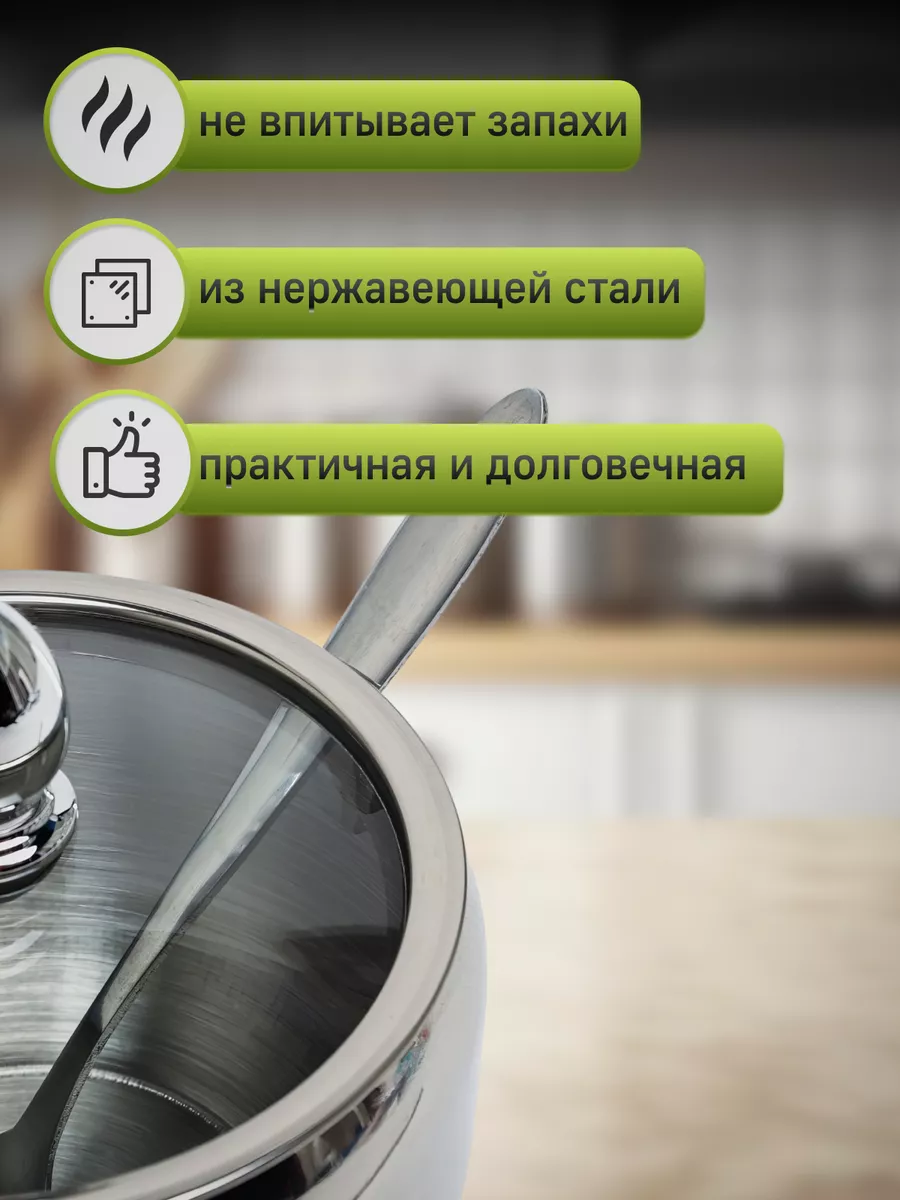 не впитывает запахи
из нержавеющей стали
практичная и долговечная